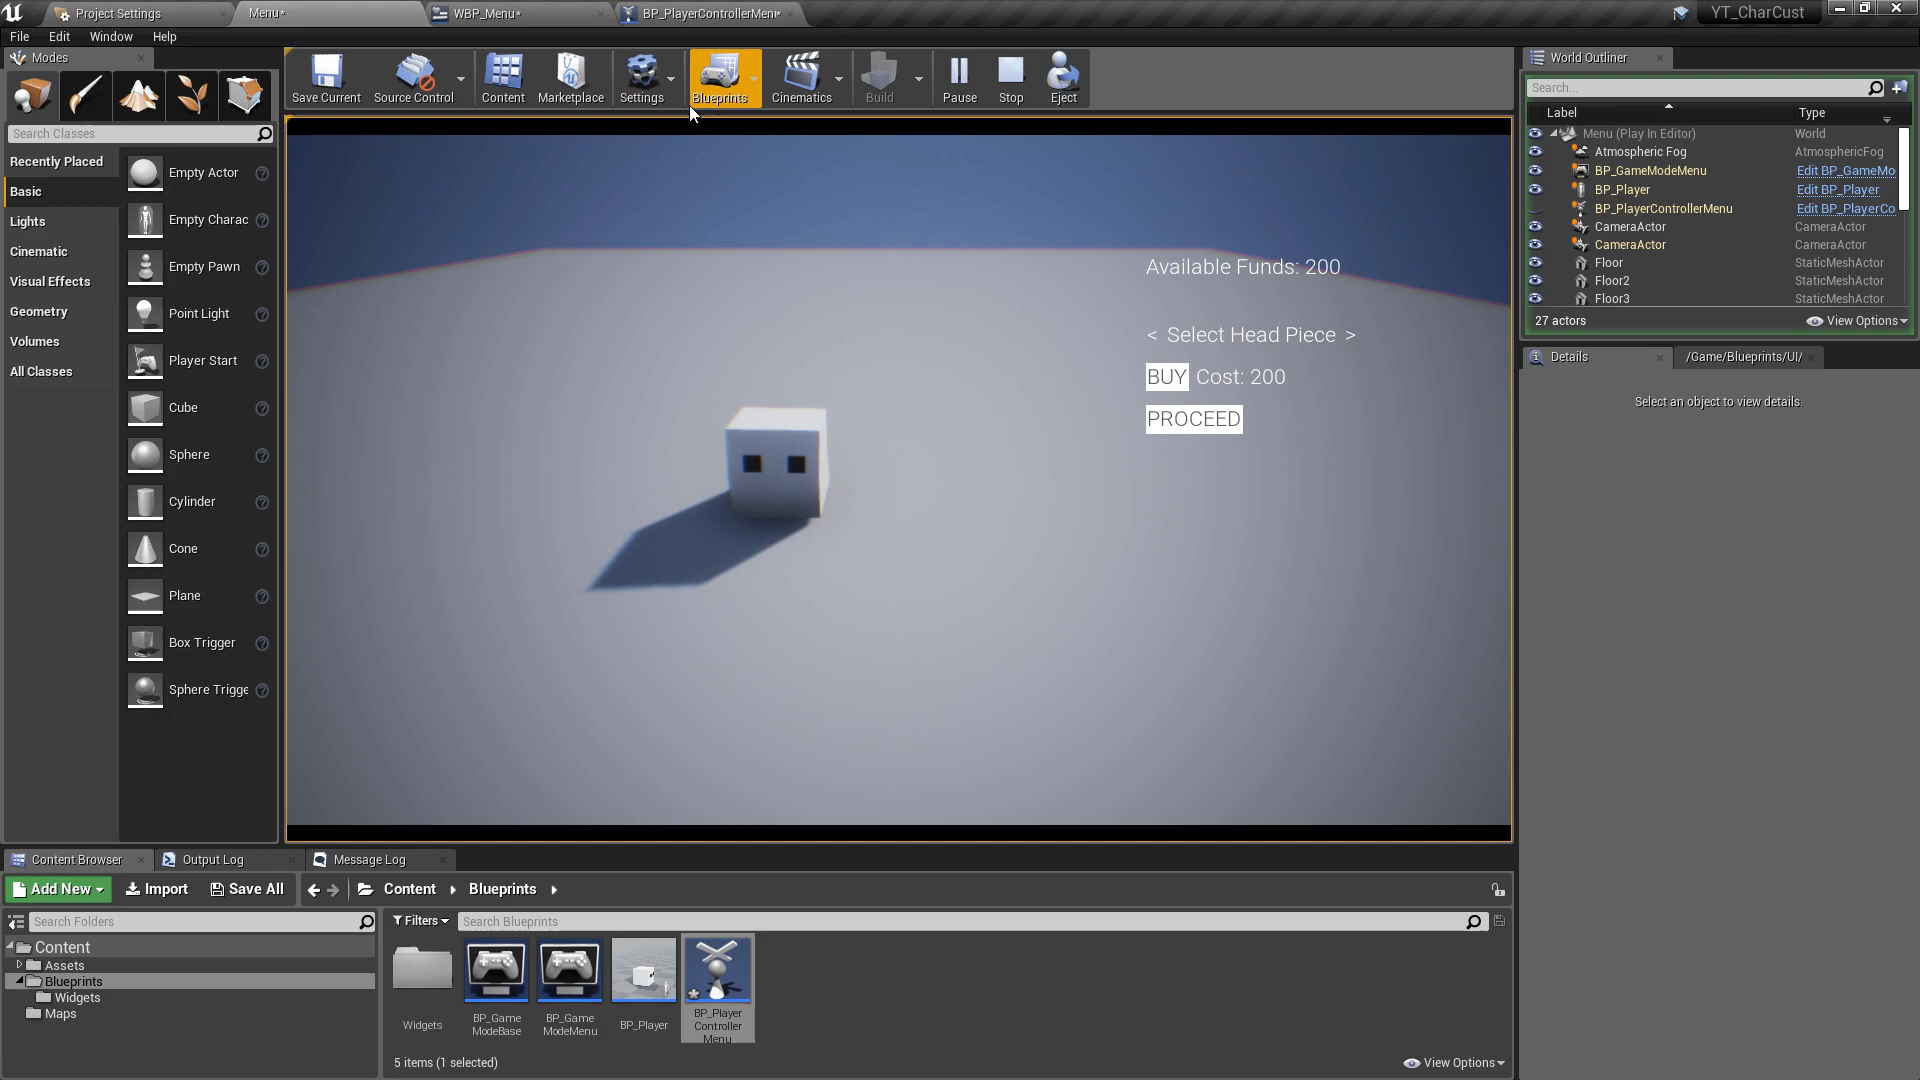 Project Settings
Menu*
WBP_Menu*
BP_PlayerControllerMenu*
YT_CharCust
File Edit Window Help
Modes
Search Classes
Recently Placed
Basic
Lights
Cinematic
Visual Effects
Geometry
Volumes
All Classes
Empty Actor
Empty Charac
Empty Pawn
Point Light
Player Start
Cube
Sphere
Cylinder
Cone
Plane
Box Trigger
Sphere Trigge
Save Current
Source Control
Content
Marketplace
Settings
Blueprints
Cinematics
Build
Pause
Stop
Eject
Available Funds: 200
< Select Head Piece >
BUY Cost: 200
PROCEED
World Outliner
Search...
Label Type
Menu (Play In Editor) World
Atmospheric Fog AtmosphericFog
BP_GameModeMenu Edit BP_GameMo
BP_Player Edit BP_Player
BP_PlayerControllerMenu Edit BP_PlayerCo
CameraActor CameraActor
CameraActor CameraActor
Floor StaticMeshActor
Floor2 StaticMeshActor
Floor3 StaticMeshActor
27 actors View Options
Details
/Game/Blueprints/UI/
Select an object to view details.
Content Browser
Output Log
Message Log
Add New Import Save All Content Blueprints
Search Folders
Content
Assets
Blueprints
Widgets
Maps
Filters Search Blueprints
Widgets
BP_Game
ModeBase
BP_Game
ModeMenu
BP_Player
BP_Player
Controller
Menu
5 items (1 selected)
View Options